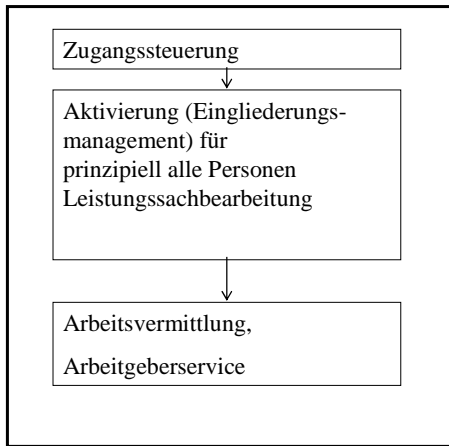 Zugangssteuerung
Aktivierung (Eingliederungs-
management) für
prinzipiell alle Personen
Leistungssachbearbeitung
Arbeitsvermittlung,
Arbeitgeberservice